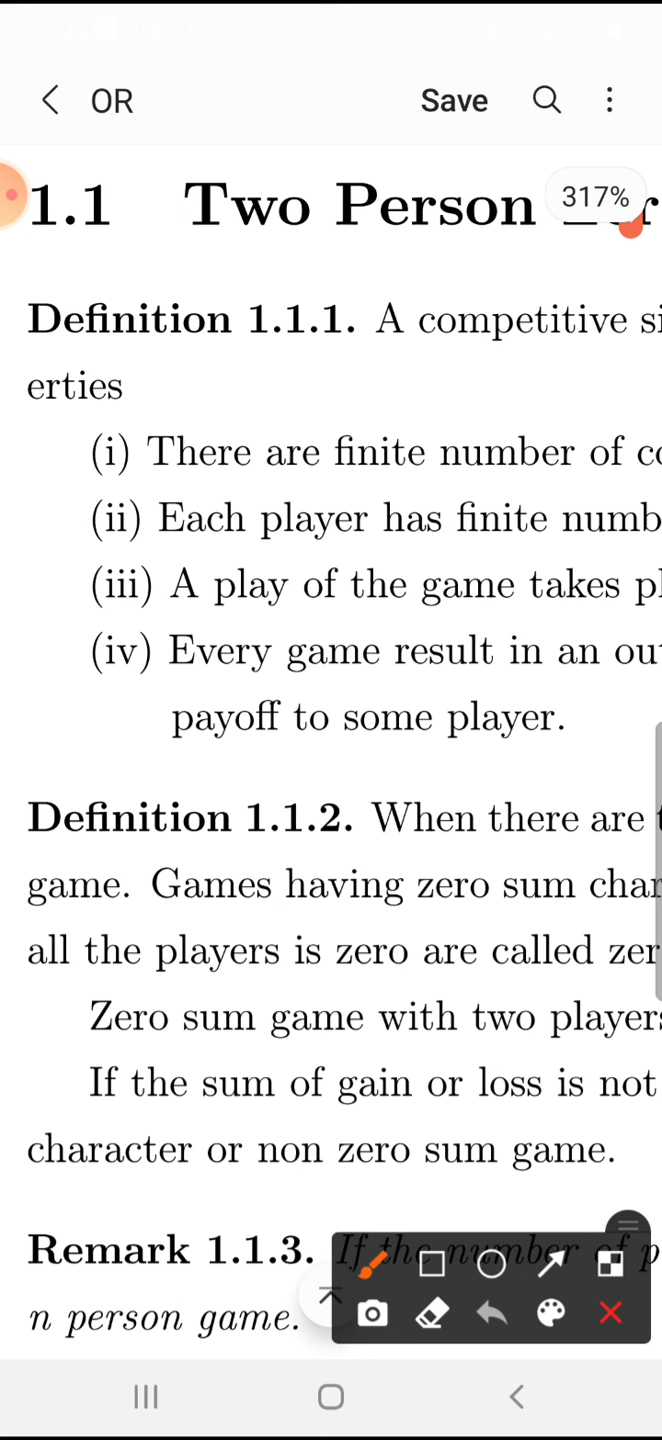 OR Save
1.1 Two Person
317%
Definition 1.1.1. A competitive
erties
(i) There are finite number of
(ii) Each player has finite
(iii) A play of the game takes
(iv) Every game result in an
payoff to some player.
Definition 1.1.2. When there are
game. Games having zero sum
all the players is zero are called
Zero sum game with two
If the sum of gain or loss is not
character or non zero sum game.
Remark 1.1.3. If the number of
n person game.